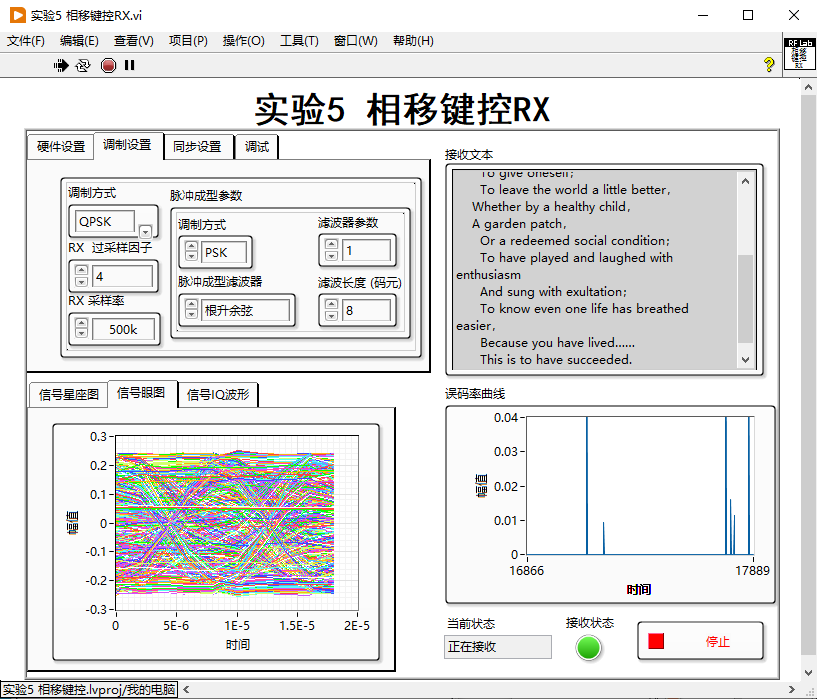 实验5 相移键控RX.vi
文件(F) 编辑(E) 查看(V) 项目(P) 操作(O) 工具(T) 窗口(W) 帮助(H)
RF Lab
相移
键控
RX
实验5 相移键控RX
硬件设置 调制设置 同步设置 调试
调制方式
QPSK
RX 过采样因子
4
RX 采样率
500k
脉冲成型参数
调制方式
PSK
滤波器参数
1
脉冲成型滤波器
根升余弦
滤波长度 (码元)
8
接收文本
To give oneself;
To leave the world a little better,
Whether by a healthy child,
A garden patch,
Or a redeemed social condition;
To have played and laughed with
enthusiasm
And sung with exultation;
To know even one life has breathed
easier,
Because you have lived......
This is to have succeeded.
信号星座图 信号眼图 信号IQ波形
0.3
0.2
0.1
0
-0.1
-0.2
-0.3
幅值
0 5E-6 1E-5 1.5E-5 2E-5
时间
误码率曲线
0.04
0.03
0.02
0.01
0
幅值
16866 17889
时间
当前状态
正在接收
接收状态
停止
实验5 相移键控.lvproj/我的电脑